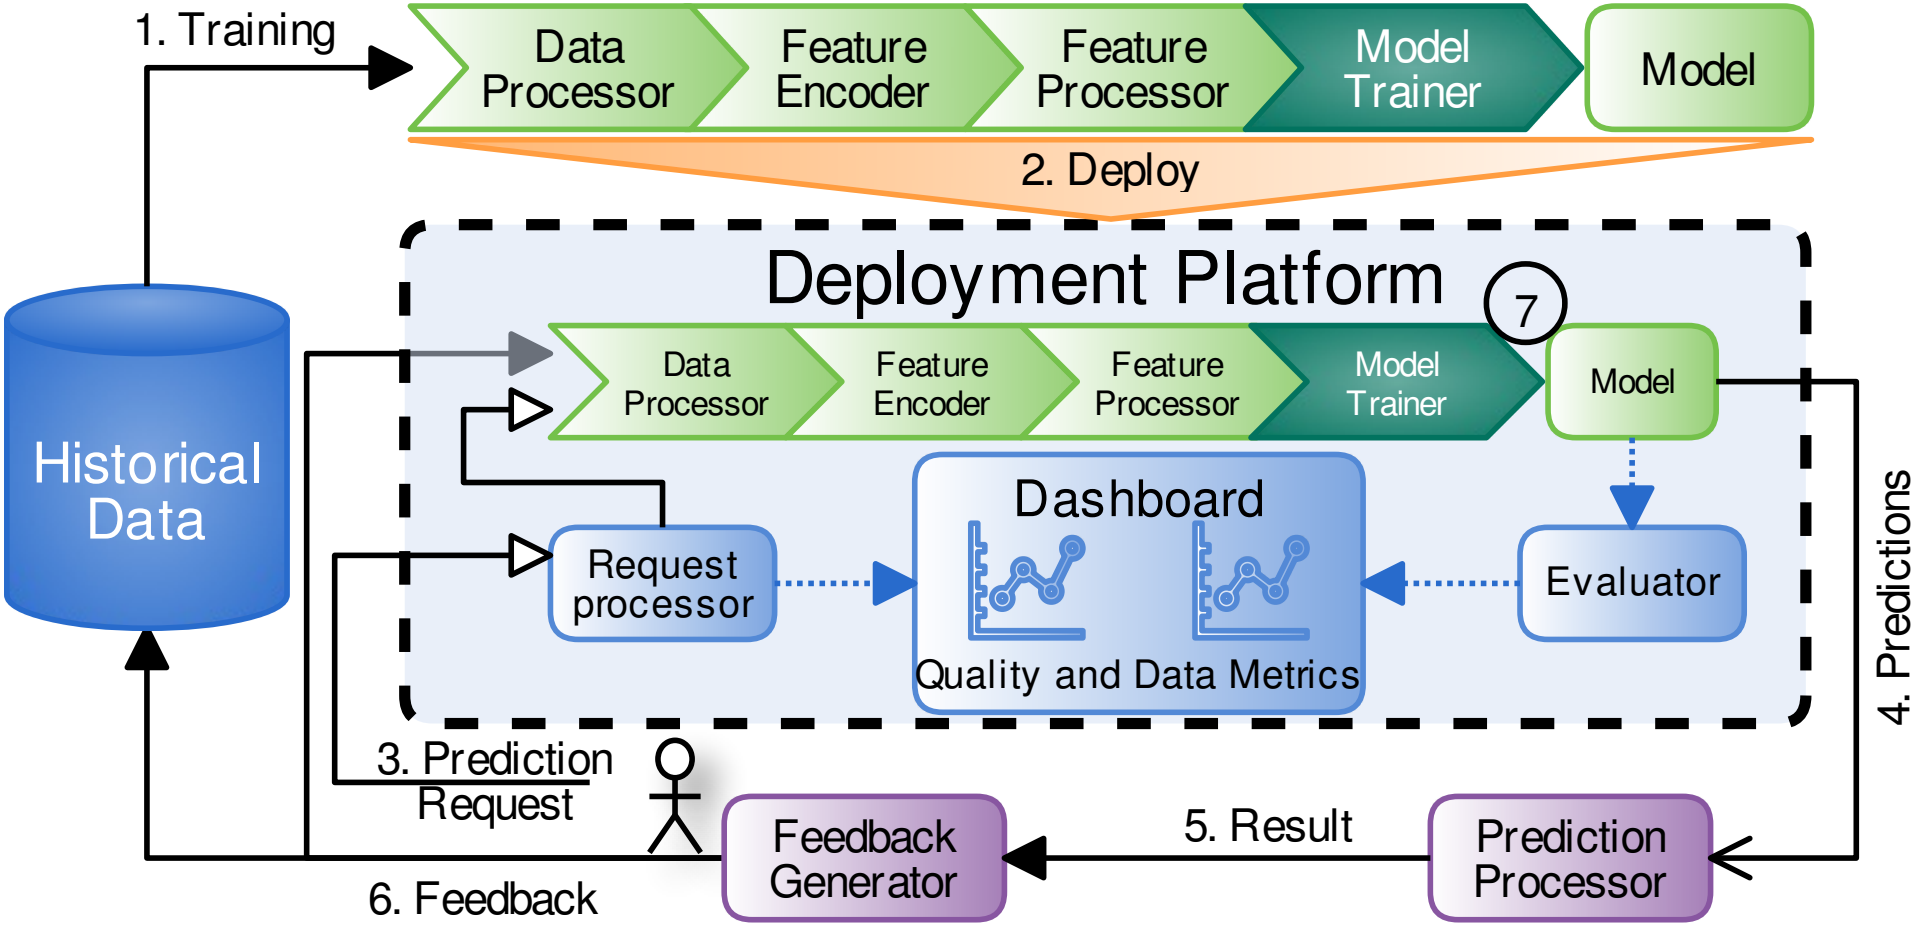 1. Training
Data
Processor
Feature
Encoder
Feature
Processor
Model
Trainer
Model
2. Deploy
Deployment Platform
7
Data
Processor
Feature
Encoder
Feature
Processor
Model
Trainer
Model
Historical
Data
Dashboard
Request
processor
Evaluator
Quality and Data Metrics
4. Predictions
3. Prediction
Request
Feedback
Generator
5. Result
Prediction
Processor
6. Feedback